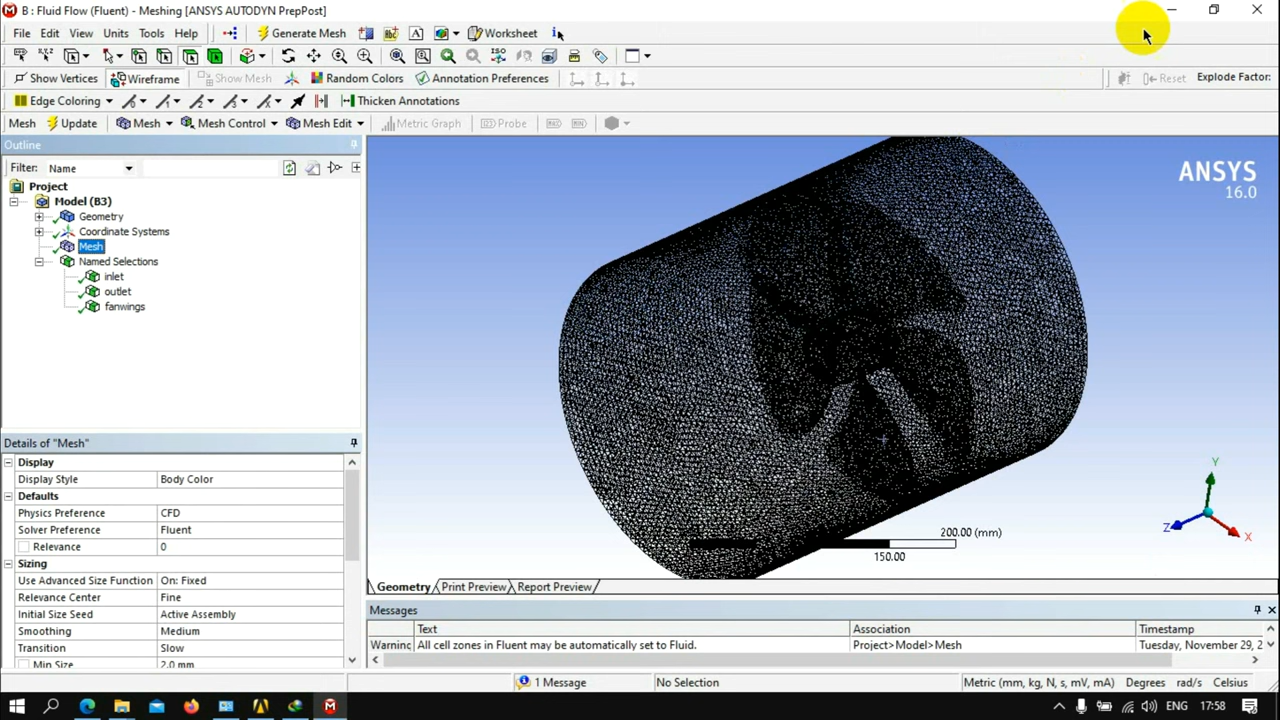 B : Fluid Flow (Fluent) - Meshing [ANSYS AUTODYN PrepPost]
File Edit View Units Tools Help Generate Mesh A Worksheet i
Show Vertices Wireframe Show Mesh Random Colors Annotation Preferences Reset Explode Factor:
Edge Coloring Thicken Annotations
Mesh Update Mesh Mesh Control Mesh Edit Metric Graph Probe MAX MIN
Outline
Filter: Name
Project
Model (B3)
Geometry
Coordinate Systems
Mesh
Named Selections
inlet
outlet
fanwings
ANSYS
16.0
Y
Z
X
200.00 (mm)
150.00
Details of "Mesh"
Display
Display Style Body Color
Defaults
Physics Preference CFD
Solver Preference Fluent
Relevance 0
Sizing
Use Advanced Size Function On: Fixed
Relevance Center Fine
Initial Size Seed Active Assembly
Smoothing Medium
Transition Slow
Min Size 2.0 mm
Geometry Print Preview Report Preview
Messages
Text Association Timestamp
Warning All cell zones in Fluent may be automatically set to Fluid. Project>Model>Mesh Tuesday, November 29, 2
1 Message No Selection Metric (mm, kg, N, s, mV, mA) Degrees rad/s Celsius
ENG 17:58